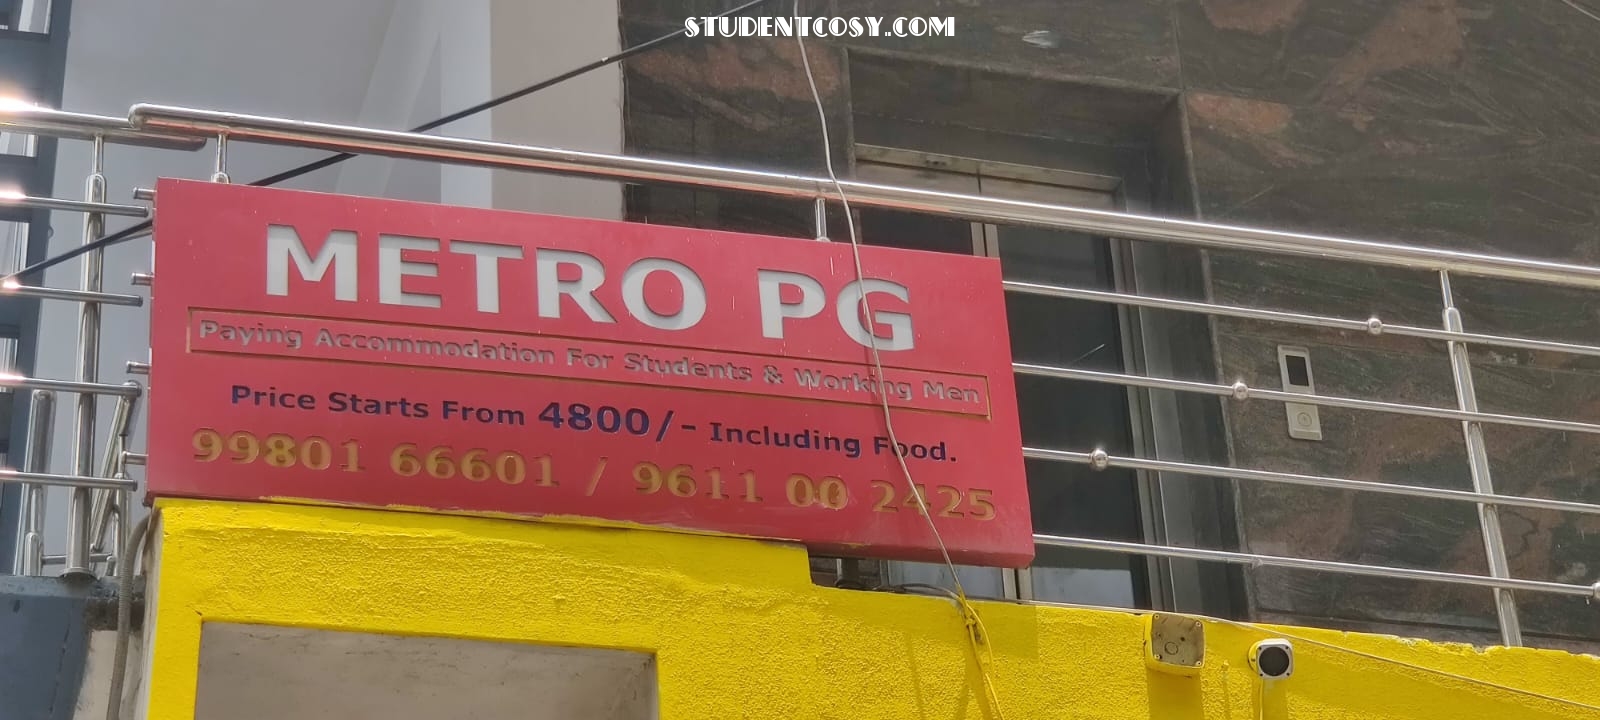 STUDENTCOSY.COM
METRO PG
Paying Accommodation For Students & Working Men
Price Starts From 4800/- Including Food.
99801 66601 / 9611 00 2425